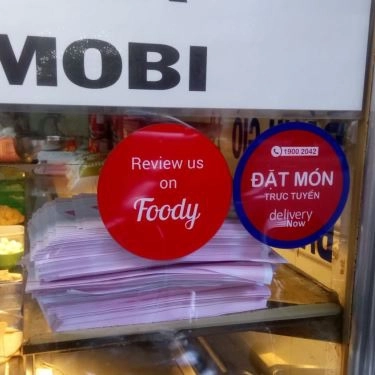 MOBI
Review us
on
Foody
1900 2042
ĐẶT MÓN
TRỰC TUYẾN
delivery
Now